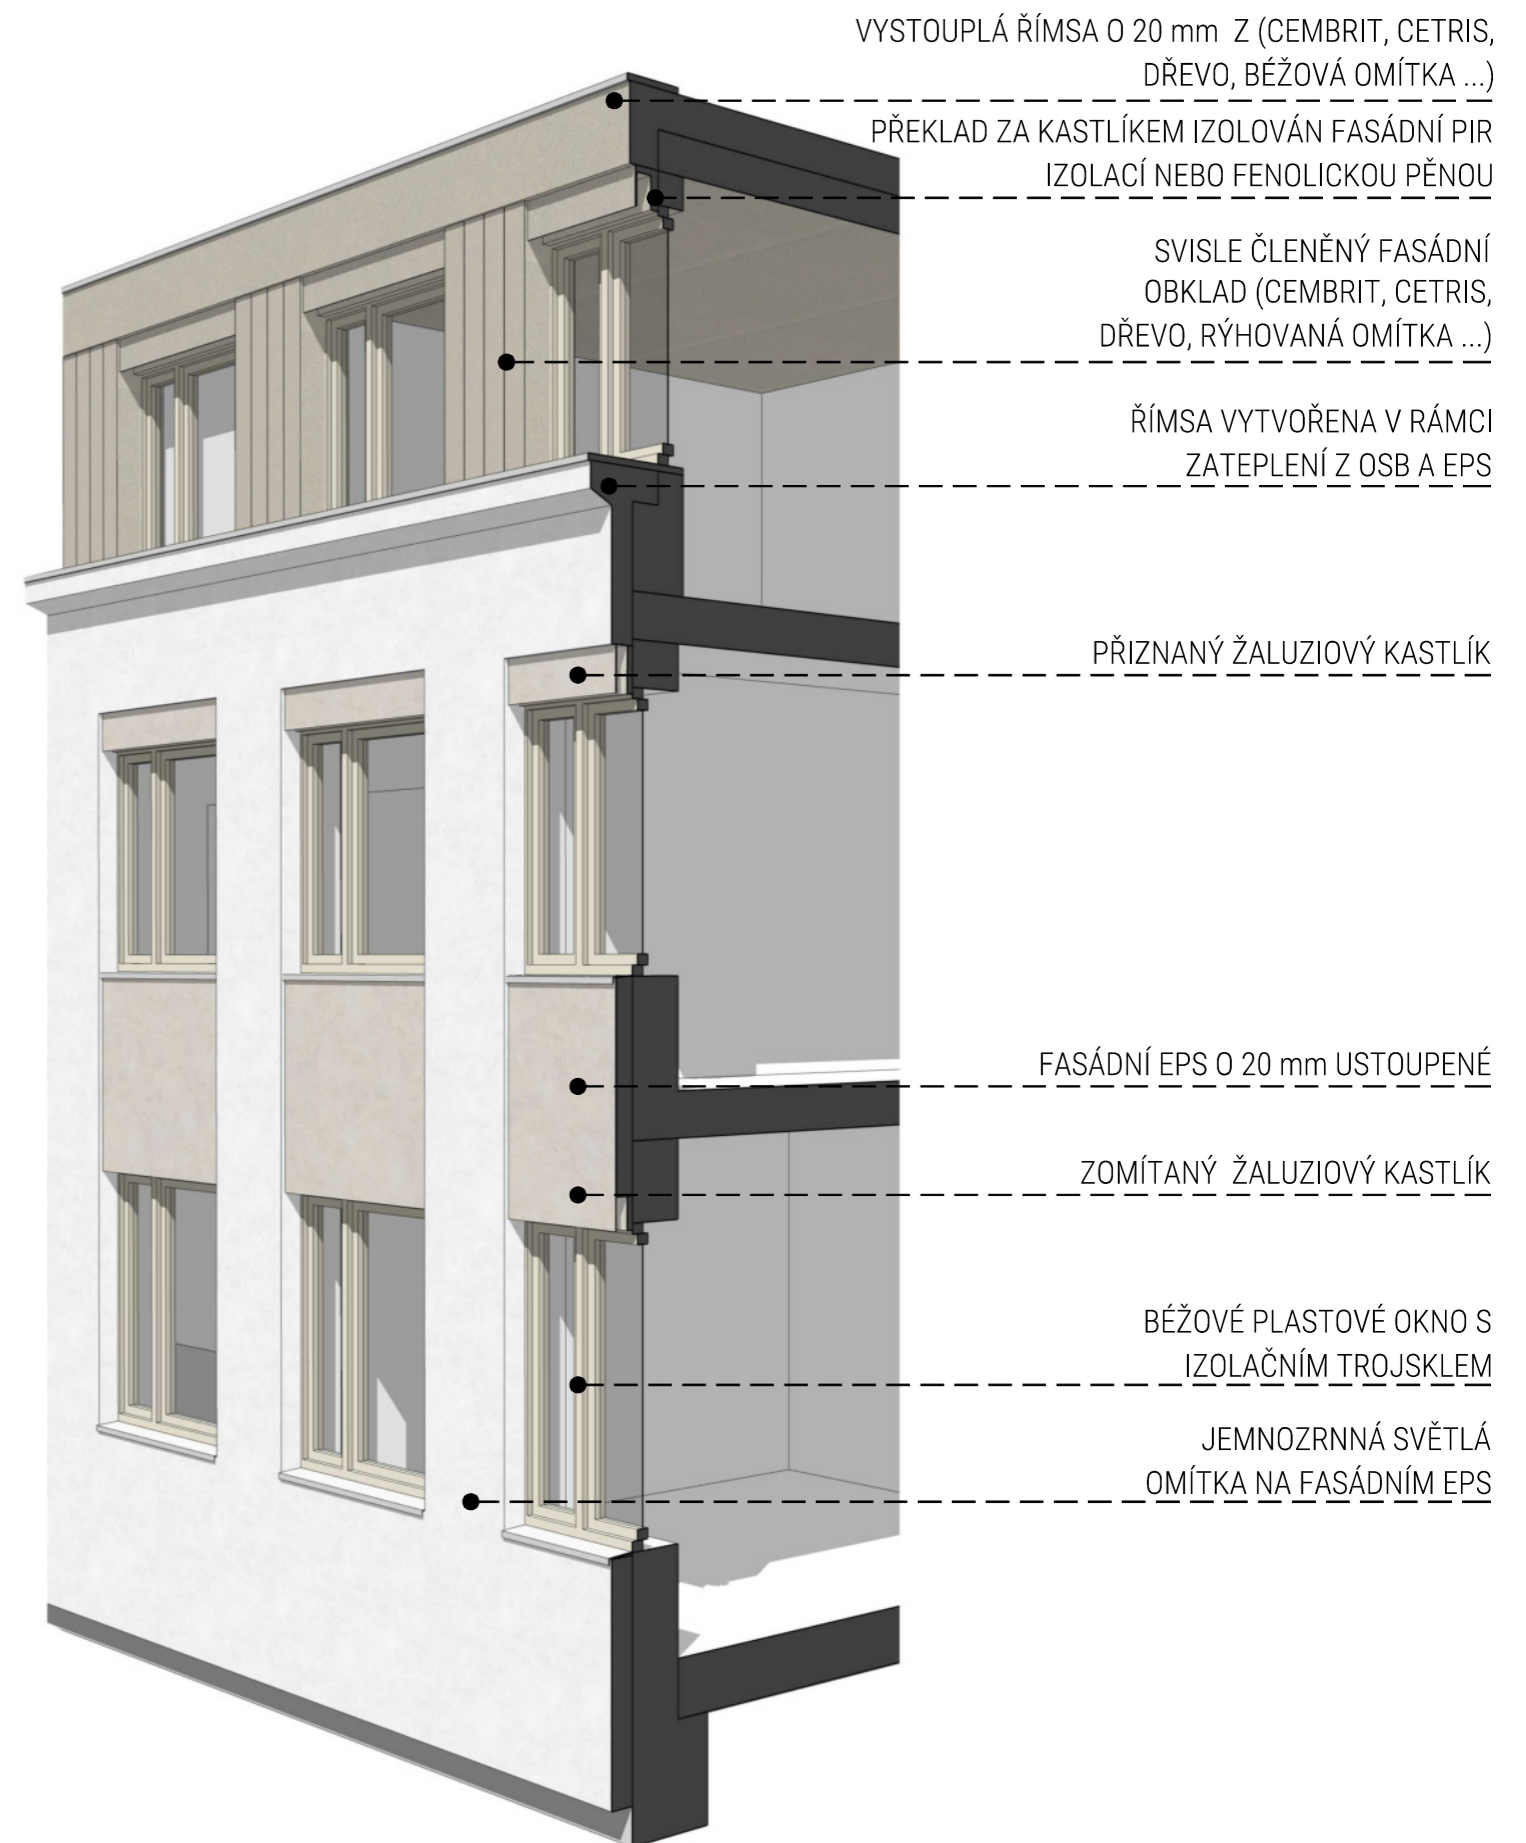 VYSTOUPLÁ ŘÍMSA O 20 mm Z (CEMBRIT, CETRIS,
DŘEVO, BÉŽOVÁ OMÍTKA ...)
PŘEKLAD ZA KASTLÍKEM IZOLOVÁN FASÁDNÍ PIR
IZOLACÍ NEBO FENOLICKOU PĚNOU
SVISLE ČLENĚNÝ FASÁDNÍ
OBKLAD (CEMBRIT, CETRIS,
DŘEVO, RÝHOVANÁ OMÍTKA ...)
ŘÍMSA VYTVOŘENA V RÁMCI
ZATEPLENÍ Z OSB A EPS
PŘIZNANÝ ŽALUZIOVÝ KASTLÍK
FASÁDNÍ EPS O 20 mm USTOUPENÉ
ZOMÍTANÝ ŽALUZIOVÝ KASTLÍK
BÉŽOVÉ PLASTOVÉ OKNO S
IZOLAČNÍM TROJSKLEM
JEMNOZRNNÁ SVĚTLÁ
OMÍTKA NA FASÁDNÍM EPS